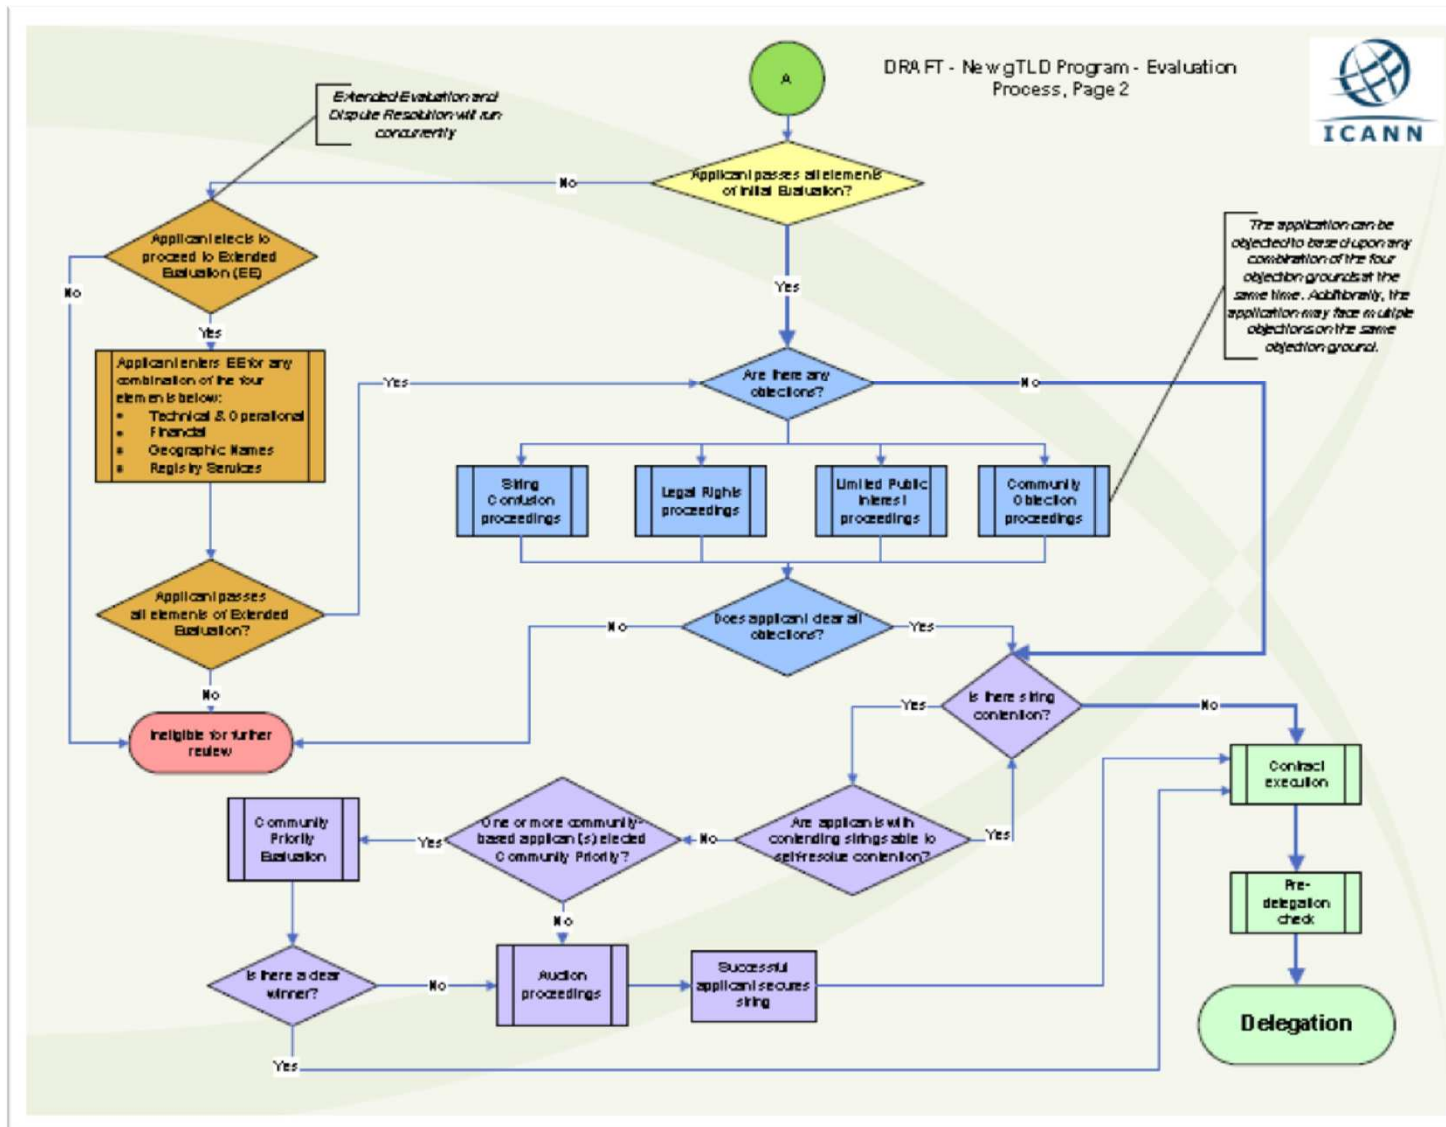 DRAFT - New gTLD Program - Evaluation
Process, Page 2
ICANN
A
Extended Evaluation and
Dispute Resolution will run
concurrently
Applicant passes all elements
of Initial Evaluation?
No
Yes
Applicant elects to
proceed to Extended
Evaluation (EE)
No
Yes
The application can be
objected to based upon any
combination of the four
objection grounds at the
same time. Additionally, the
application may face multiple
objections on the same
objection ground.
Applicant enters EE for any
combination of the four
elements below:
• Technical & Operational
• Financial
• Geographic Names
• Registry Services
Yes
Are there any
objections?
No
String
Confusion
proceedings
Legal Rights
proceedings
Limited Public
Interest
proceedings
Community
Objection
proceedings
Applicant passes
all elements of Extended
Evaluation?
No
Does applicant clear all
objections?
No
Yes
Ineligible for further
review
Is there string
contention?
Yes
No
Contract
execution
Community
Priority
Evaluation
Yes
One or more community-
based applicant(s) elected
Community Priority?
No
Are applicants with
contending strings able to
self-resolve contention?
Yes
No
Pre-
delegation
check
Is there a clear
winner?
No
Auction
proceedings
Successful
applicant secures
string
Delegation
Yes